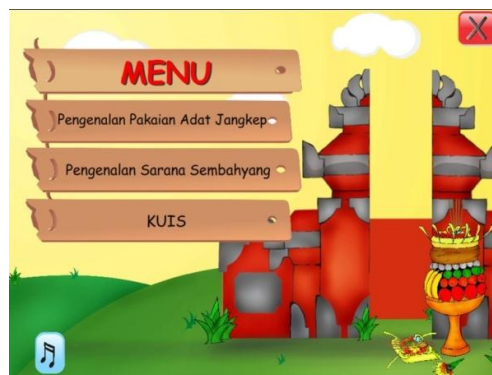 MENU
Pengenalan Pakaian Adat Jangkep
Pengenalan Sarana Sembahyang
KUIS